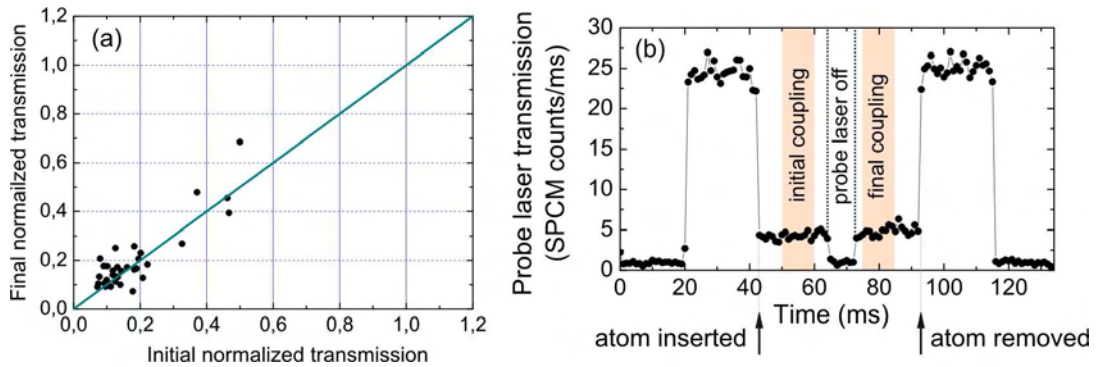 (a)
Final normalized transmission
1,2
1,0
0,8
0,6
0,4
0,2
0,0
0,0 0,2 0,4 0,6 0,8 1,0 1,2
Initial normalized transmission
(b)
Probe laser transmission
(SPCM counts/ms)
30
25
20
15
10
5
0
initial coupling
probe laser off
final coupling
0 20 40 60 80 100 120
Time (ms)
atom inserted
atom removed